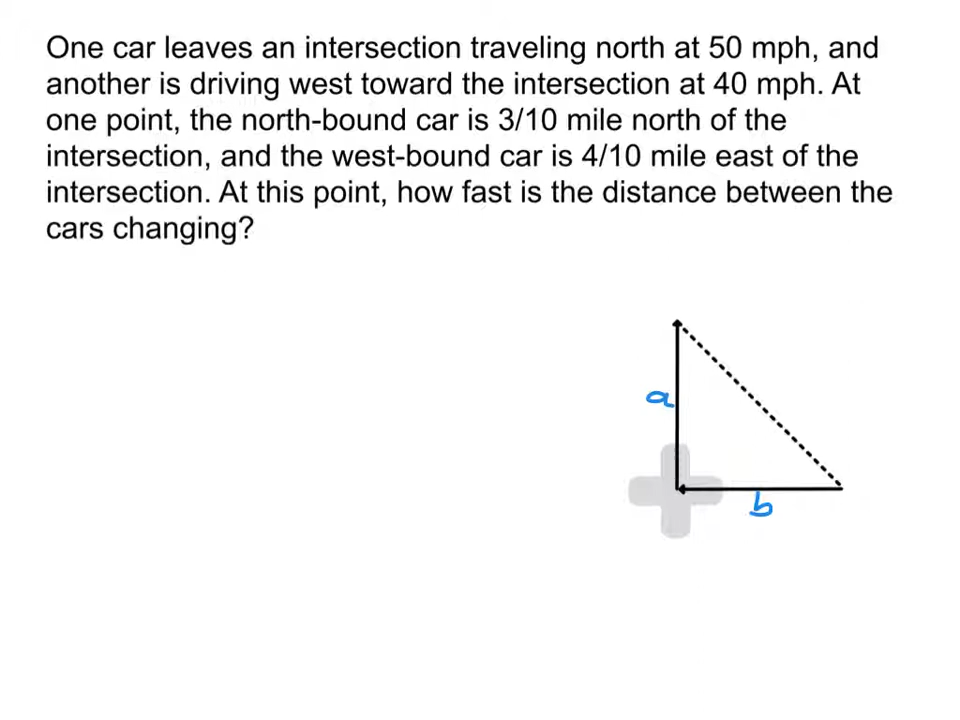 One car leaves an intersection traveling north at 50 mph, and
another is driving west toward the intersection at 40 mph. At
one point, the north-bound car is 3/10 mile north of the
intersection, and the west-bound car is 4/10 mile east of the
intersection. At this point, how fast is the distance between the
cars changing?
a
b